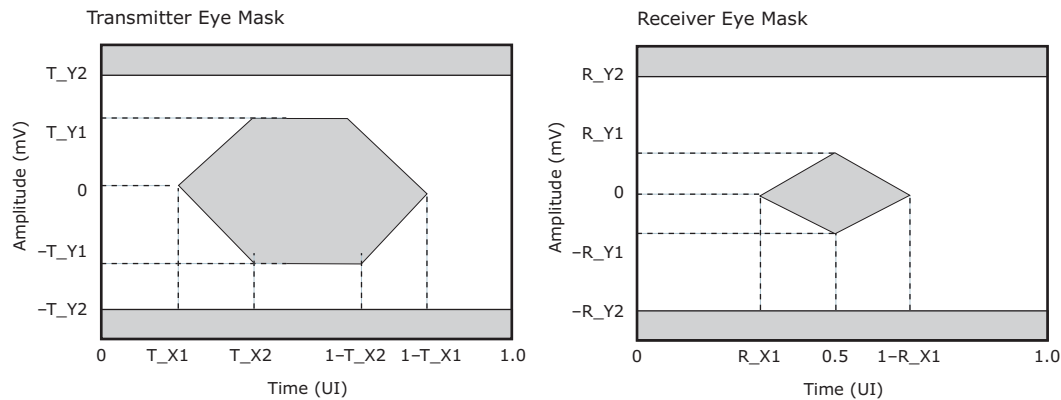 Transmitter Eye Mask
T_Y2
T_Y1
0
–T_Y1
–T_Y2
Amplitude (mV)
0
T_X1
T_X2
1–T_X2
1–T_X1
1.0
Time (UI)
Receiver Eye Mask
R_Y2
R_Y1
0
–R_Y1
–R_Y2
Amplitude (mV)
0
R_X1
0.5
1–R_X1
1.0
Time (UI)